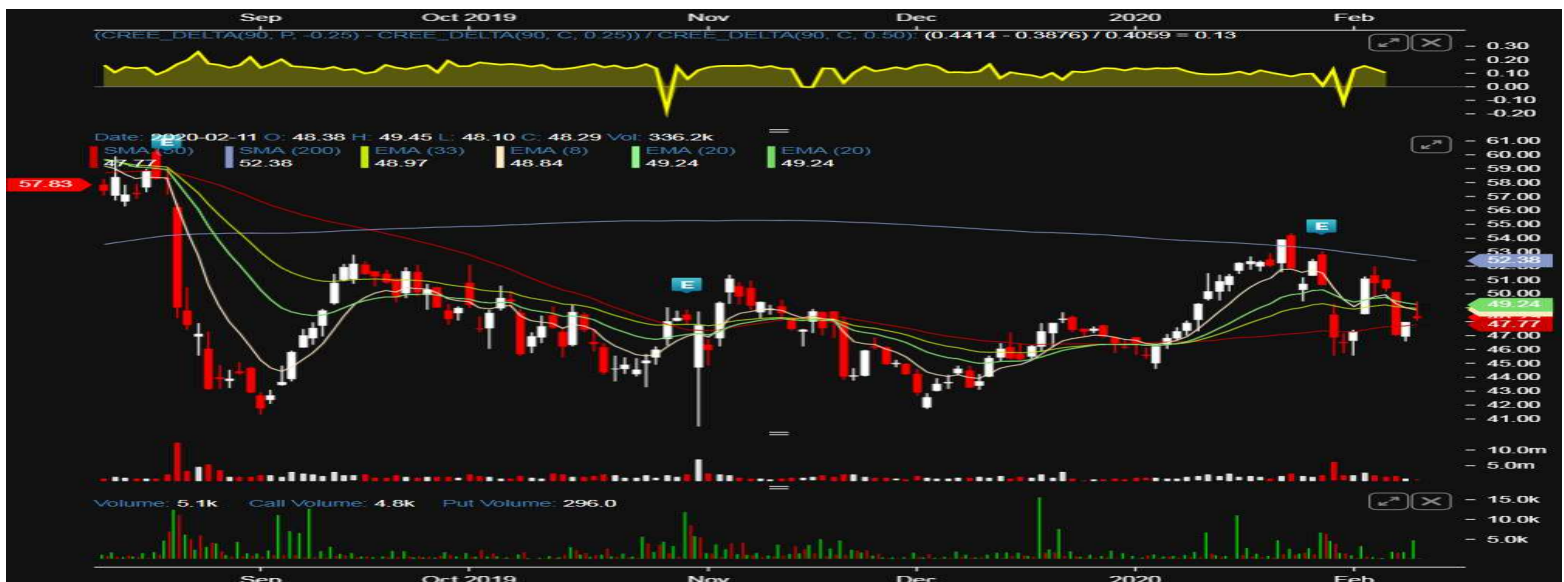 Sep Oct 2019 Nov Dec 2020 Feb
(CREE_DELTA(90, P, -0.25) - CREE_DELTA(90, C, 0.25)) / CREE_DELTA(90, C, 0.50): (0.4414 - 0.3876) / 0.4059 = 0.13
0.30
0.20
0.10
0.00
-0.10
-0.20
Date: 2020-02-11 O: 48.38 H: 49.45 L: 48.10 C: 48.29 Vol: 336.2k
E
SMA (50) SMA (200) EMA (33) EMA (8) EMA (20) EMA (20)
47.77 52.38 48.97 48.84 49.24 49.24
61.00
60.00
59.00
58.00
57.83
57.00
56.00
55.00
54.00
E
53.00
52.38
51.00
E
50.00
49.24
47.77
47.00
46.00
45.00
44.00
43.00
42.00
41.00
10.0m
5.0m
Volume: 5.1k Call Volume: 4.8k Put Volume: 296.0
15.0k
10.0k
5.0k
Sep Oct 2019 Nov Dec 2020 Feb